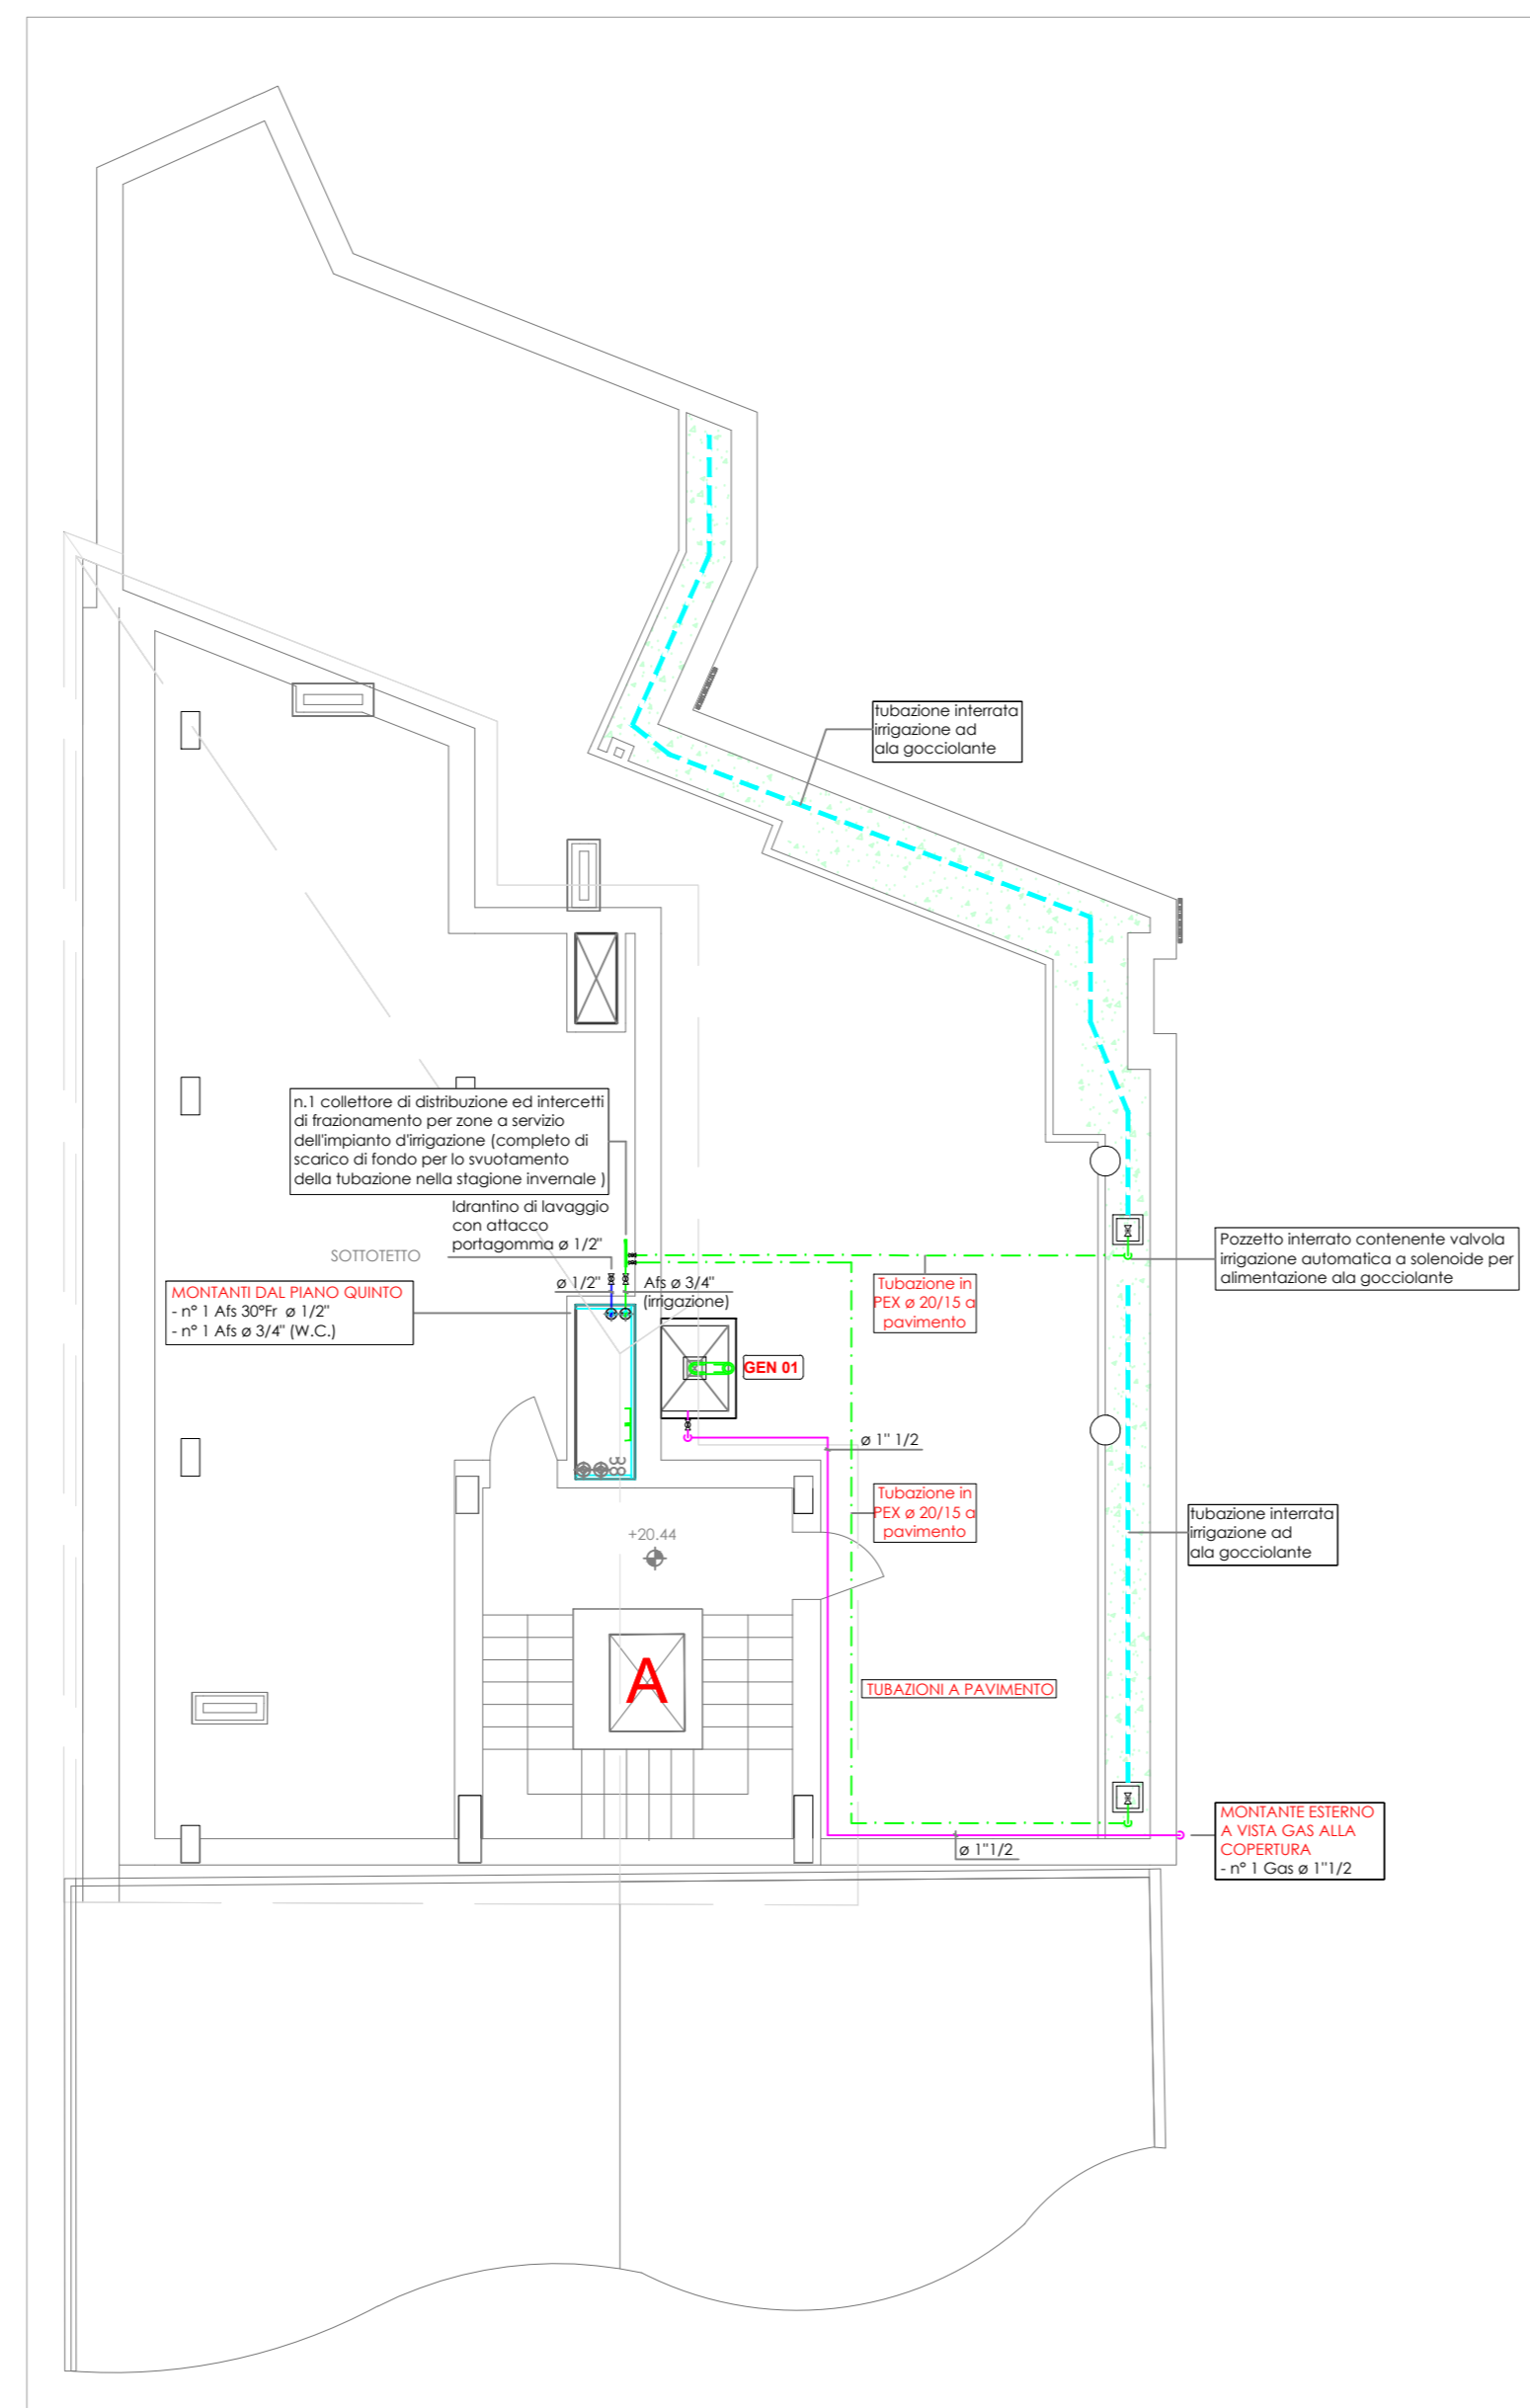 tubazione interrata
irrigazione ad
ala gocciolante
n.1 collettore di distribuzione ed intercetti
di frazionamento per zone a servizio
dell'impianto d'irrigazione (completo di
scarico di fondo per lo svuotamento
della tubazione nella stagione invernale )
Idrantino di lavaggio
con attacco
portagomma ø 1/2"
SOTTOTETTO
MONTANTI DAL PIANO QUINTO
- n° 1 Afs 30°Fr ø 1/2"
- n° 1 Afs ø 3/4" (W.C.)
ø 1/2"
Afs ø 3/4"
(irrigazione)
Tubazione in
PEX ø 20/15 a
pavimento
Pozzetto interrato contenente valvola
irrigazione automatica a solenoide per
alimentazione ala gocciolante
GEN 01
ø 1" 1/2
38
Tubazione in
PEX ø 20/15 a
pavimento
tubazione interrata
irrigazione ad
ala gocciolante
+20.44
A
TUBAZIONI A PAVIMENTO
MONTANTE ESTERNO
A VISTA GAS ALLA
COPERTURA
- n° 1 Gas ø 1"1/2
ø 1"1/2